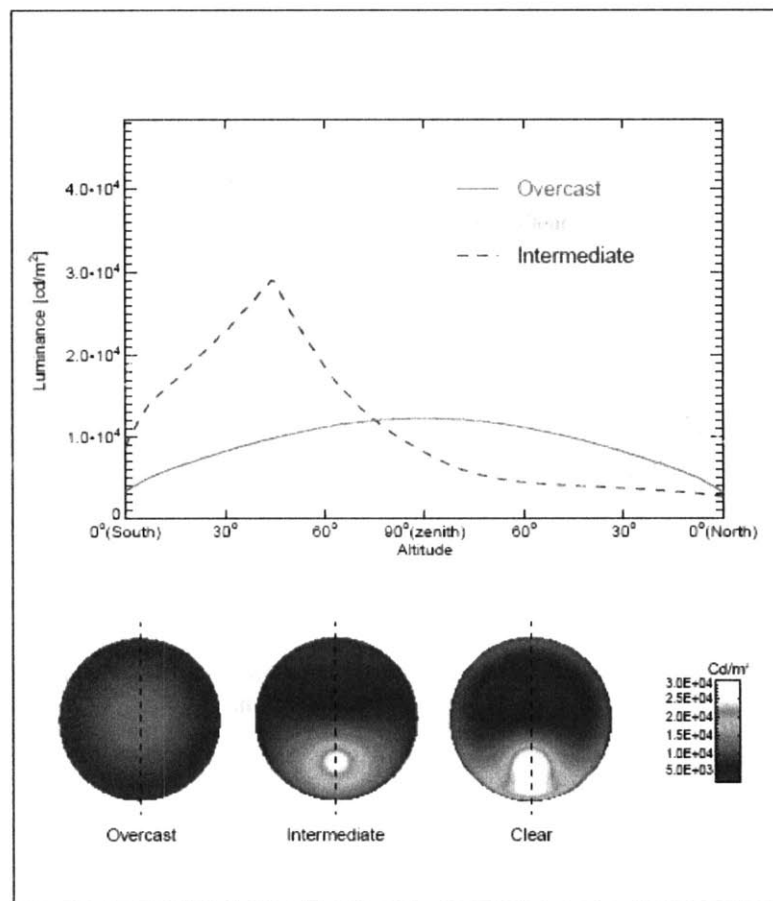 4.0•10⁴
3.0•10⁴
2.0•10⁴
1.0•10⁴
0
Luminance [cd/m²]
Overcast
Clear
Intermediate
0°(South) 30° 60° 90°(zenith) 60° 30° 0°(North)
Altitude
Overcast
Intermediate
Clear
Cd/m²
3.0E+04
2.5E+04
2.0E+04
1.5E+04
1.0E+04
5.0E+03